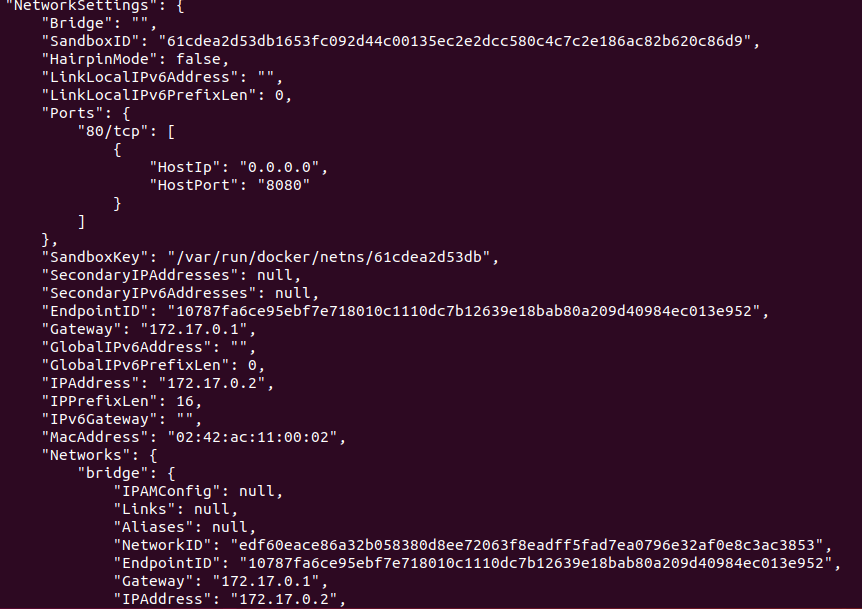 "NetworkSettings": {
"Bridge": "",
"SandboxID": "61cdea2d53db1653fc092d44c00135ec2e2dcc580c4c7c2e186ac82b620c86d9",
"HairpinMode": false,
"LinkLocalIPv6Address": "",
"LinkLocalIPv6PrefixLen": 0,
"Ports": {
"80/tcp": [
{
"HostIp": "0.0.0.0",
"HostPort": "8080"
}
]
},
"SandboxKey": "/var/run/docker/netns/61cdea2d53db",
"SecondaryIPAddresses": null,
"SecondaryIPv6Addresses": null,
"EndpointID": "10787fa6ce95ebf7e718010c1110dc7b12639e18bab80a209d40984ec013e952",
"Gateway": "172.17.0.1",
"GlobalIPv6Address": "",
"GlobalIPv6PrefixLen": 0,
"IPAddress": "172.17.0.2",
"IPPrefixLen": 16,
"IPv6Gateway": "",
"MacAddress": "02:42:ac:11:00:02",
"Networks": {
"bridge": {
"IPAMConfig": null,
"Links": null,
"Aliases": null,
"NetworkID": "edf60eace86a32b058380d8ee72063f8eadff5fad7ea0796e32af0e8c3ac3853",
"EndpointID": "10787fa6ce95ebf7e718010c1110dc7b12639e18bab80a209d40984ec013e952",
"Gateway": "172.17.0.1",
"IPAddress": "172.17.0.2",